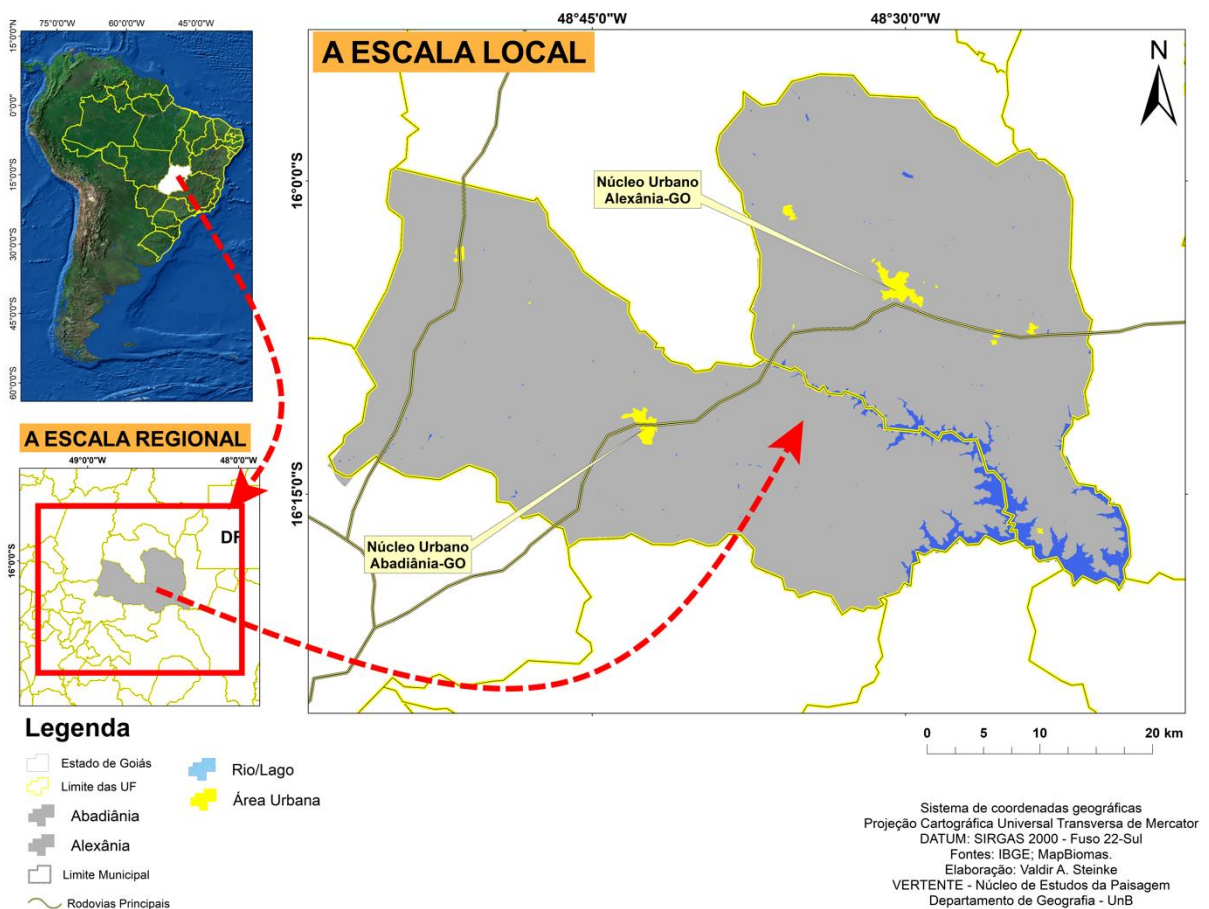 75°0'0"W 60°0'0"W 45°0'0"W
15°0'0"N
0°0'0"
15°0'0"S
30°0'0"S
45°0'0"S
60°0'0"S
48°45'0"W 48°30'0"W
A ESCALA LOCAL
N
16°0'0"S
16°15'0"S
Núcleo Urbano
Alexânia-GO
Núcleo Urbano
Abadiânia-GO
A ESCALA REGIONAL
49°0'0"W 48°0'0"W
16°0'0"S
DF
Legenda
Estado de Goiás
Limite das UF
Abadiânia
Alexânia
Limite Municipal
Rodovias Principais
Rio/Lago
Área Urbana
0 5 10 20 km
Sistema de coordenadas geográficas
Projeção Cartográfica Universal Transversa de Mercator
DATUM: SIRGAS 2000 - Fuso 22-Sul
Fontes: IBGE; MapBiomas.
Elaboração: Valdir A. Steinke
VERTENTE - Núcleo de Estudos da Paisagem
Departamento de Geografia - UnB